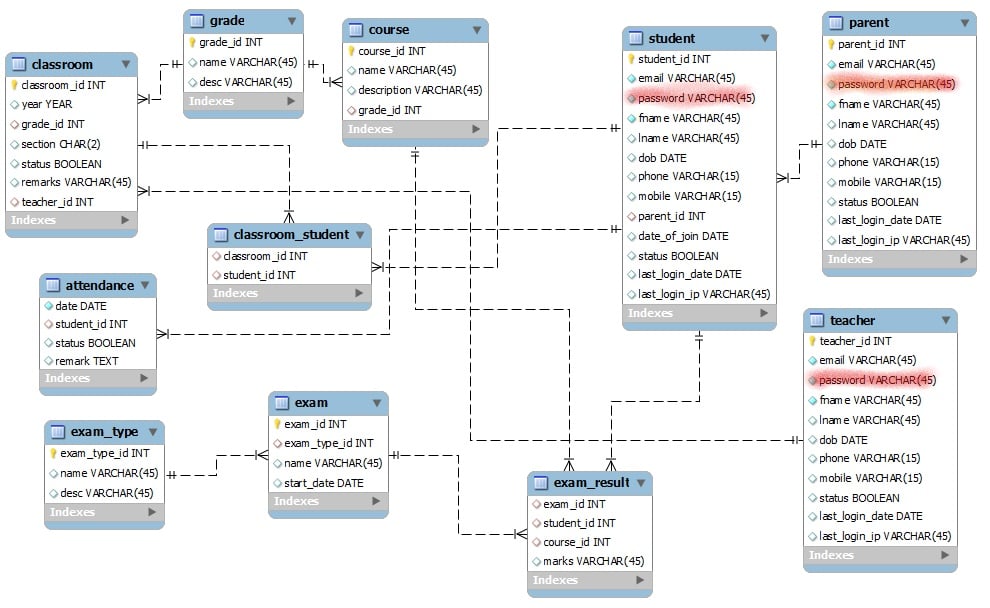 grade
grade_id INT
name VARCHAR(45)
desc VARCHAR(45)
Indexes
course
course_id INT
name VARCHAR(45)
description VARCHAR(45)
grade_id INT
Indexes
student
student_id INT
email VARCHAR(45)
password VARCHAR(45)
fname VARCHAR(45)
lname VARCHAR(45)
dob DATE
phone VARCHAR(15)
mobile VARCHAR(15)
parent_id INT
date_of_join DATE
status BOOLEAN
last_login_date DATE
last_login_ip VARCHAR(45)
Indexes
parent
parent_id INT
email VARCHAR(45)
password VARCHAR(45)
fname VARCHAR(45)
lname VARCHAR(45)
dob DATE
phone VARCHAR(15)
mobile VARCHAR(15)
status BOOLEAN
last_login_date DATE
last_login_ip VARCHAR(45)
Indexes
classroom
classroom_id INT
year YEAR
grade_id INT
section CHAR(2)
status BOOLEAN
remarks VARCHAR(45)
teacher_id INT
Indexes
classroom_student
classroom_id INT
student_id INT
Indexes
attendance
date DATE
student_id INT
status BOOLEAN
remark TEXT
Indexes
teacher
teacher_id INT
email VARCHAR(45)
password VARCHAR(45)
fname VARCHAR(45)
lname VARCHAR(45)
dob DATE
phone VARCHAR(15)
mobile VARCHAR(15)
status BOOLEAN
last_login_date DATE
last_login_ip VARCHAR(45)
Indexes
exam_type
exam_type_id INT
name VARCHAR(45)
desc VARCHAR(45)
Indexes
exam
exam_id INT
exam_type_id INT
name VARCHAR(45)
start_date DATE
Indexes
exam_result
exam_id INT
student_id INT
course_id INT
marks VARCHAR(45)
Indexes